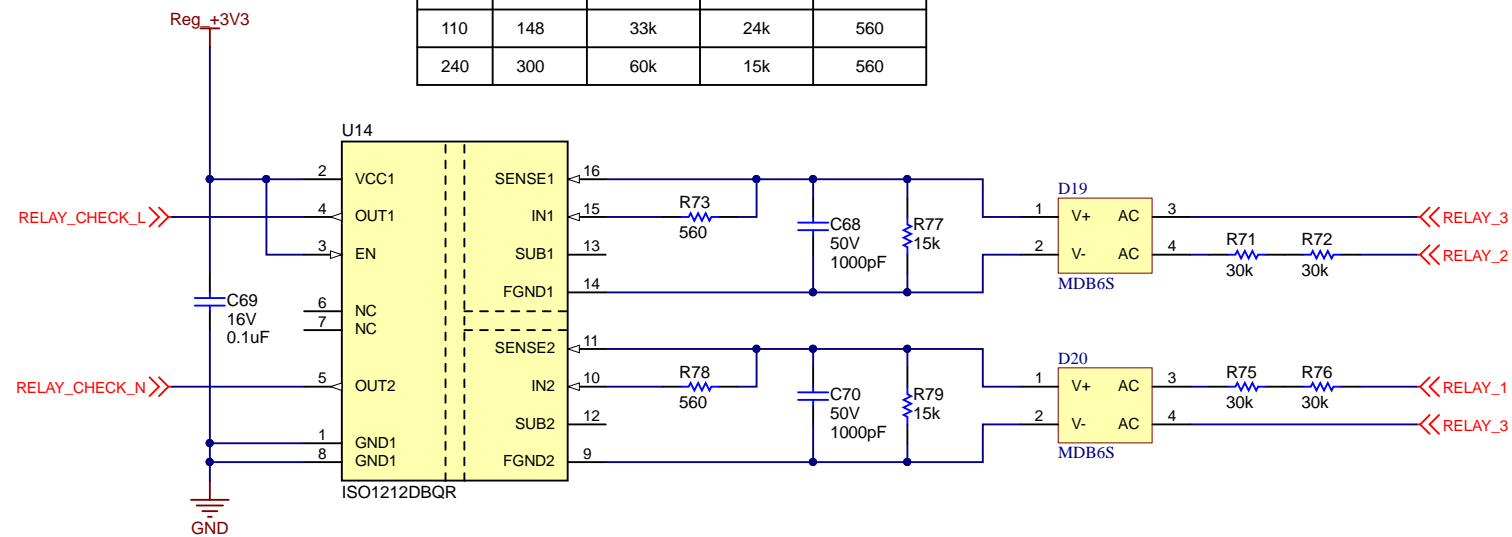 Reg_+3V3
110 148 33k 24k 560
240 300 60k 15k 560
U14
2 VCC1 SENSE1 16
RELAY_CHECK_L 4 OUT1 IN1 15
R73
560
3 EN SUB1 13
FGND1 14
C68
50V
1000pF
R77
15k
D19
1 V+ AC 3
2 V- AC 4
MDB6S
RELAY_3
R71
30k
R72
30k
RELAY_2
C69
16V
0.1uF
6 NC
7 NC
SENSE2 11
RELAY_CHECK_N 5 OUT2 IN2 10
R78
560
SUB2 12
1 GND1
8 GND1 FGND2 9
C70
50V
1000pF
R79
15k
D20
1 V+ AC 3
2 V- AC 4
MDB6S
R75
30k
R76
30k
RELAY_1
RELAY_3
ISO1212DBQR
GND